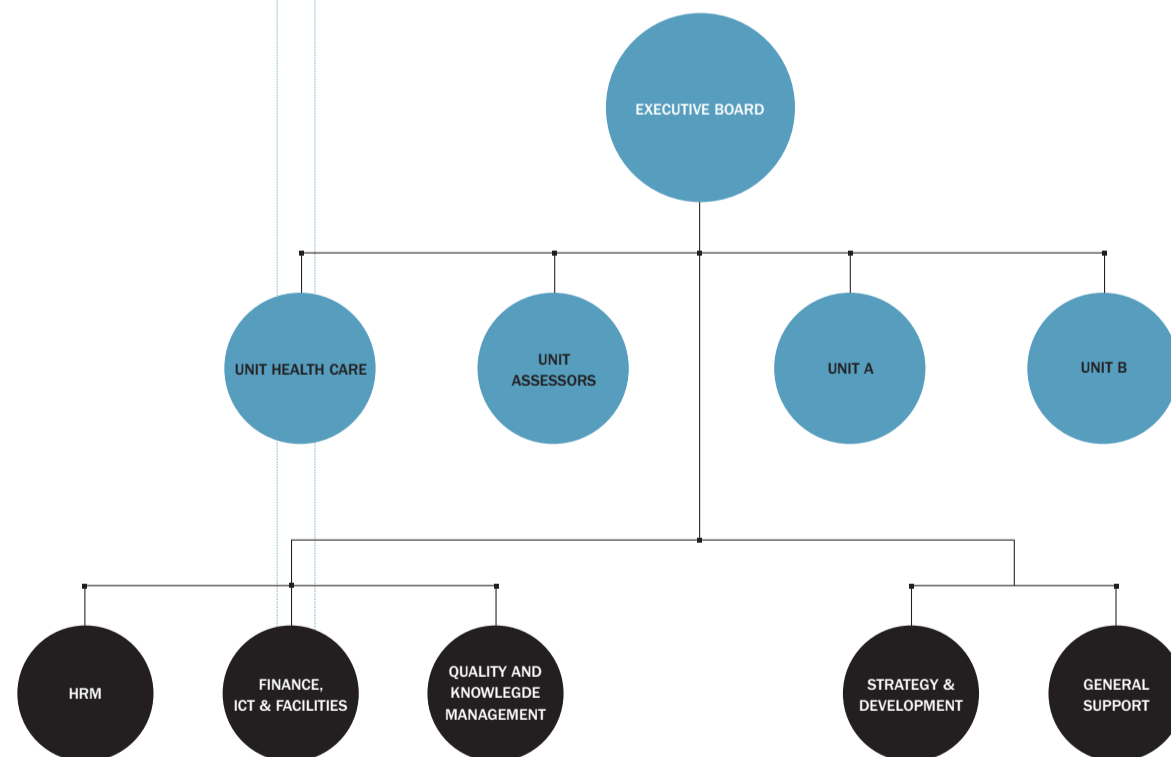 EXECUTIVE BOARD
UNIT HEALTH CARE
UNIT
ASSESSORS
UNIT A
UNIT B
HRM
FINANCE,
ICT & FACILITIES
QUALITY AND
KNOWLEGDE
MANAGEMENT
STRATEGY &
DEVELOPMENT
GENERAL
SUPPORT